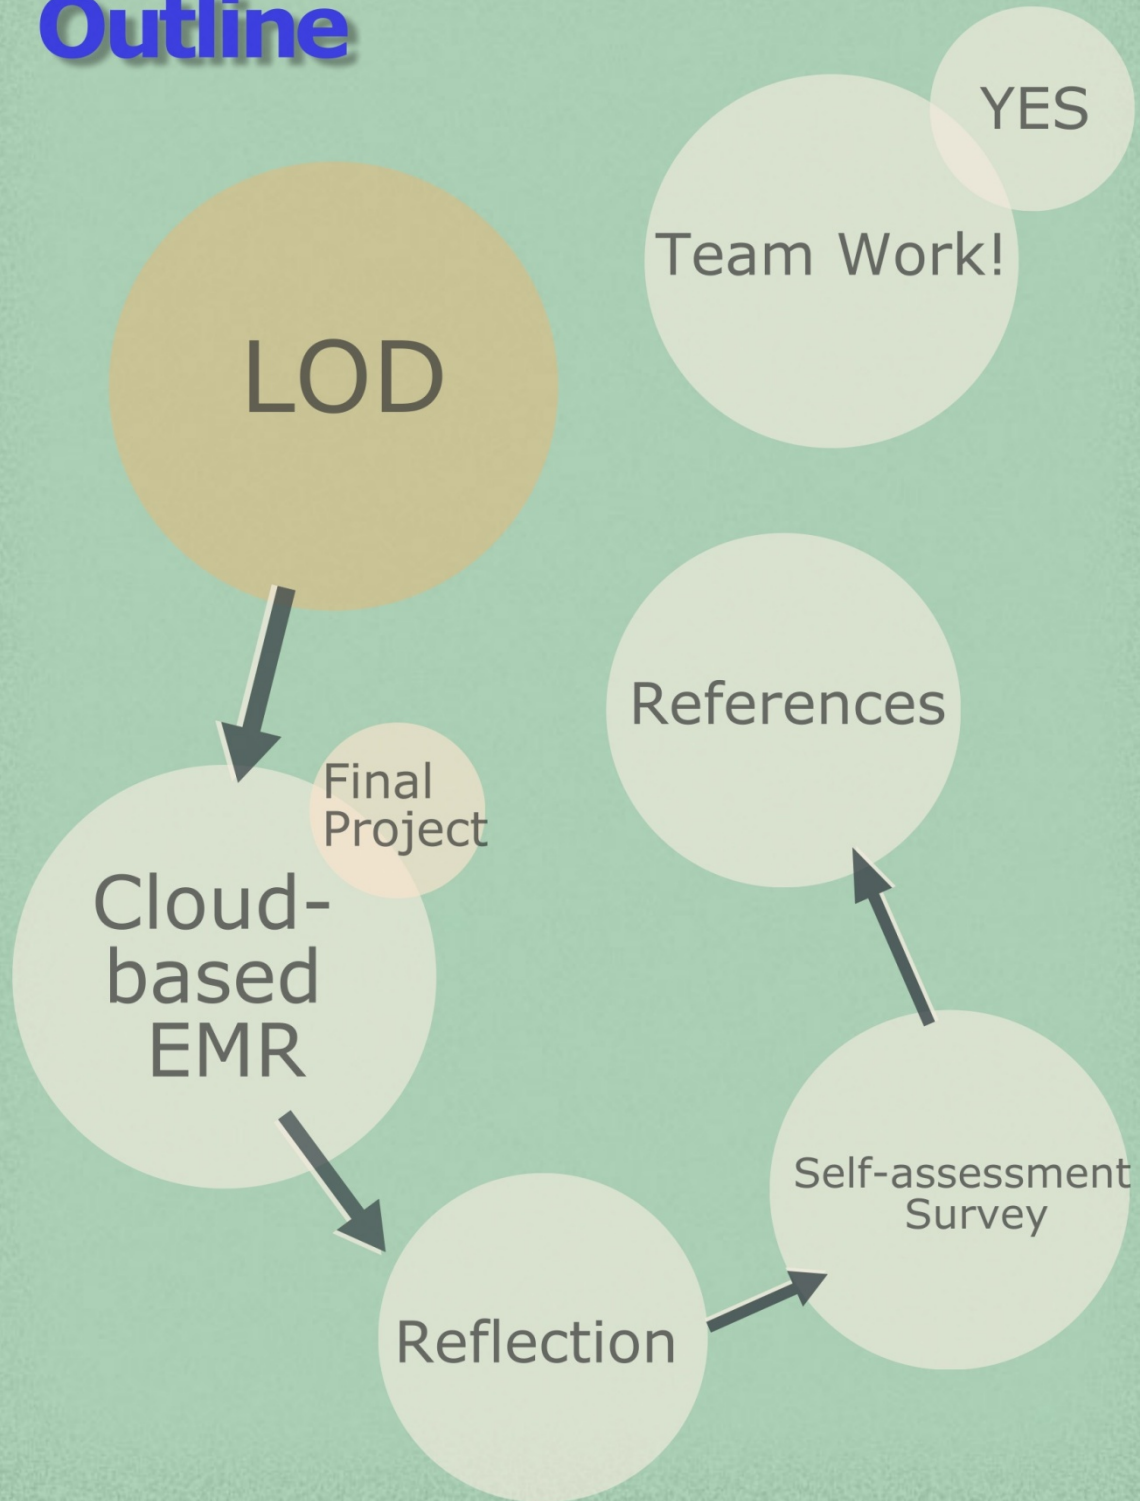 Outline
YES
Team Work!
LOD
References
Final
Project
Cloud-
based
EMR
Self-assessment
Survey
Reflection